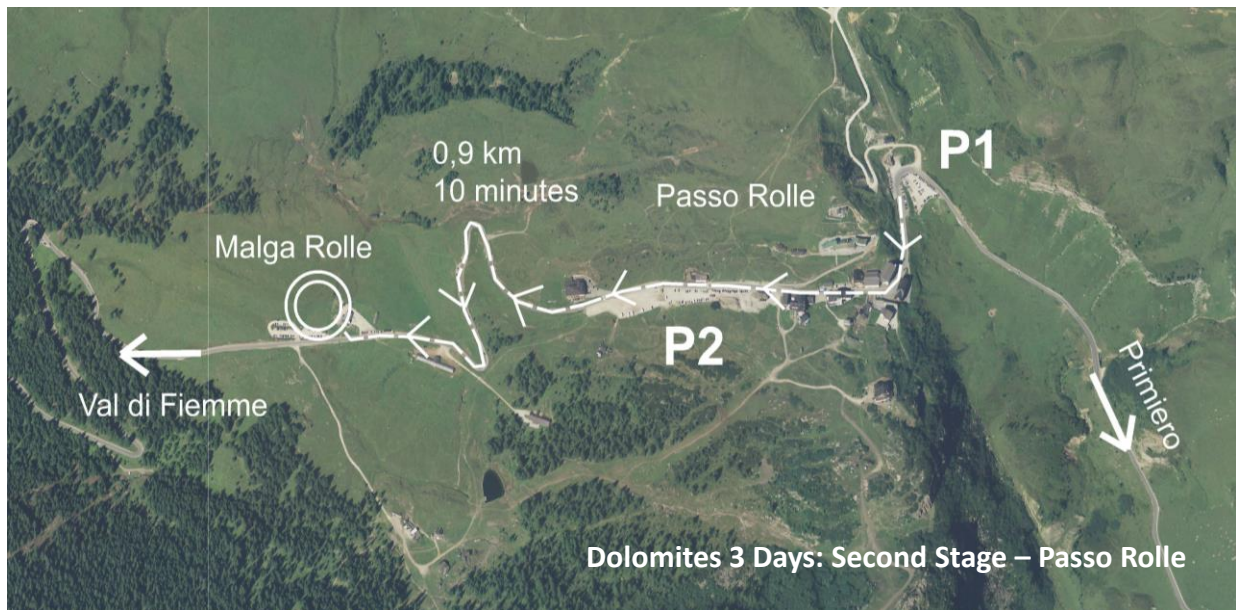 P1
0,9 km
10 minutes
Passo Rolle
Malga Rolle
P2
Primiero
Val di Fiemme
Dolomites 3 Days: Second Stage – Passo Rolle